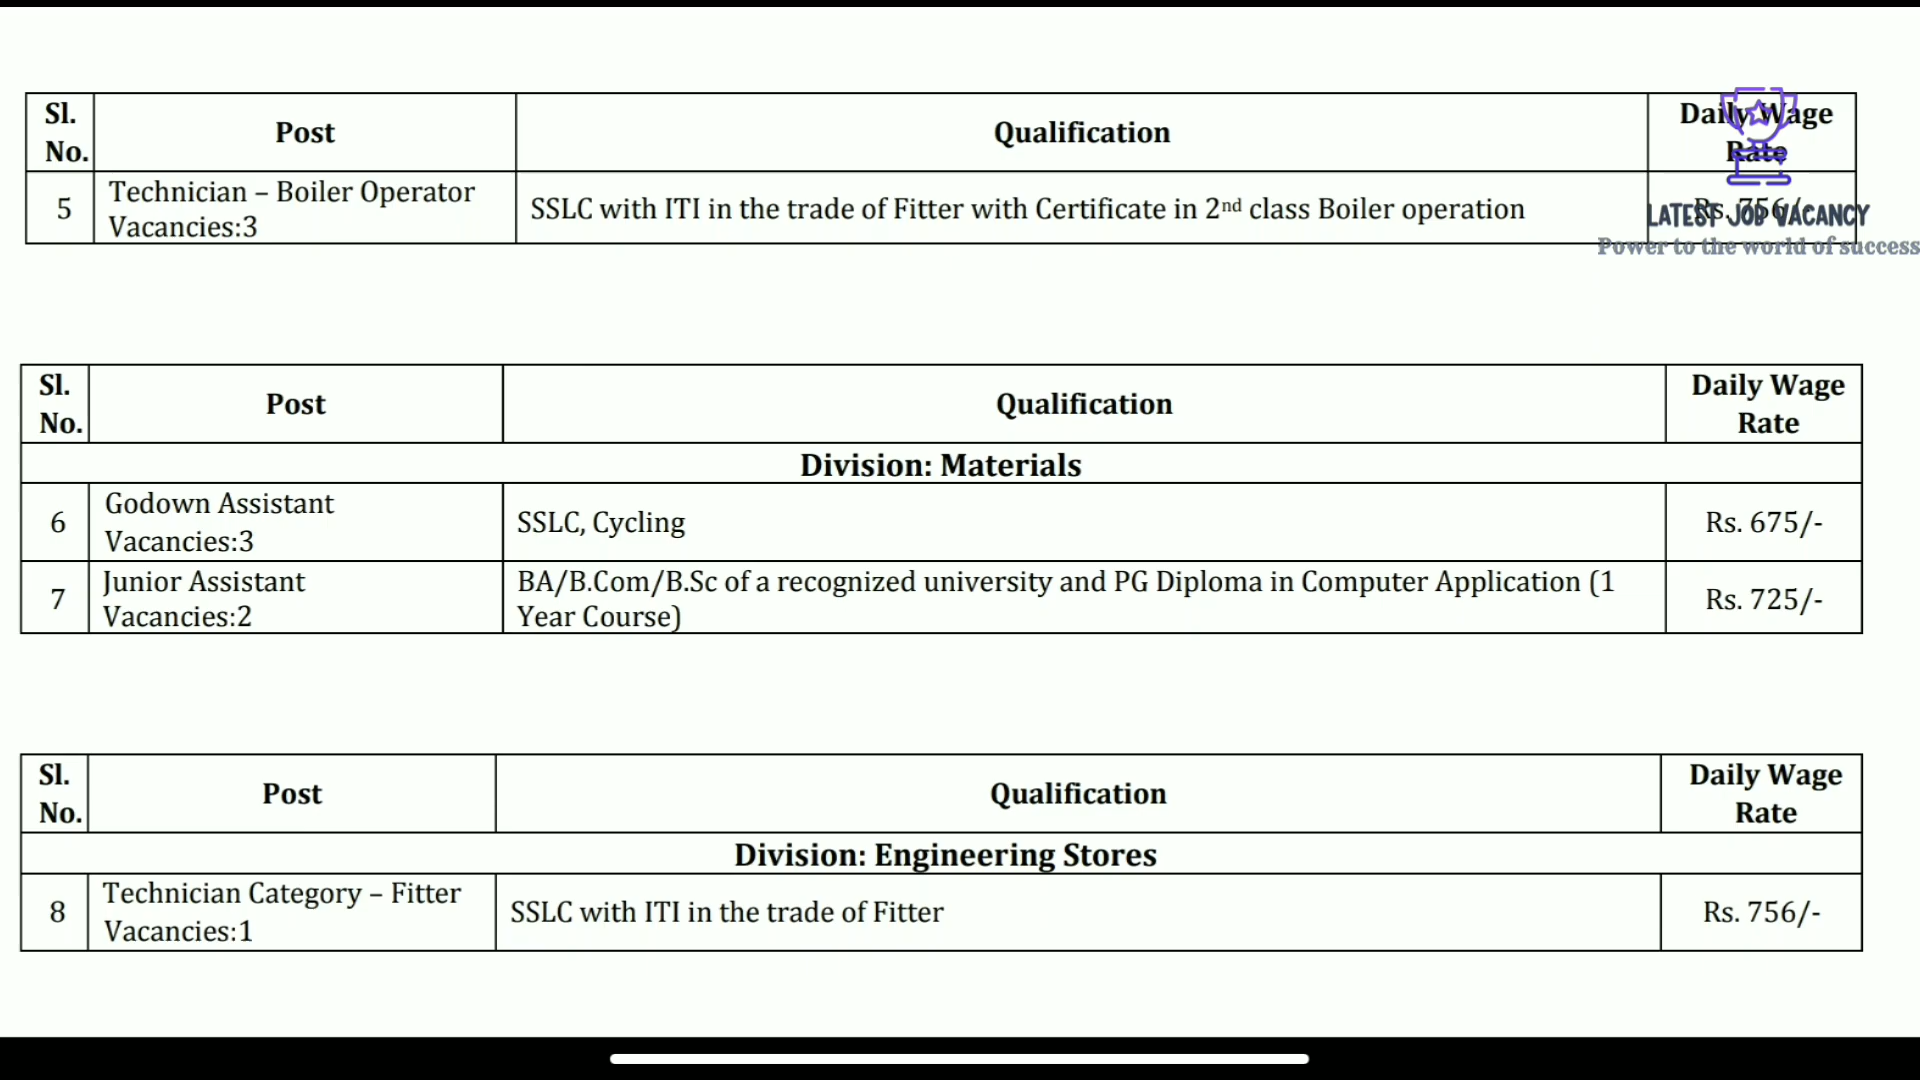 Sl. No. Post Qualification Daily Wage Rate
5 Technician – Boiler Operator Vacancies:3 SSLC with ITI in the trade of Fitter with Certificate in 2nd class Boiler operation Rs. 756/-
LATEST JOB VACANCY
Power to the world of success
Sl. No. Post Qualification Daily Wage Rate
Division: Materials
6 Godown Assistant Vacancies:3 SSLC, Cycling Rs. 675/-
7 Junior Assistant Vacancies:2 BA/B.Com/B.Sc of a recognized university and PG Diploma in Computer Application (1 Year Course) Rs. 725/-
Sl. No. Post Qualification Daily Wage Rate
Division: Engineering Stores
8 Technician Category – Fitter Vacancies:1 SSLC with ITI in the trade of Fitter Rs. 756/-